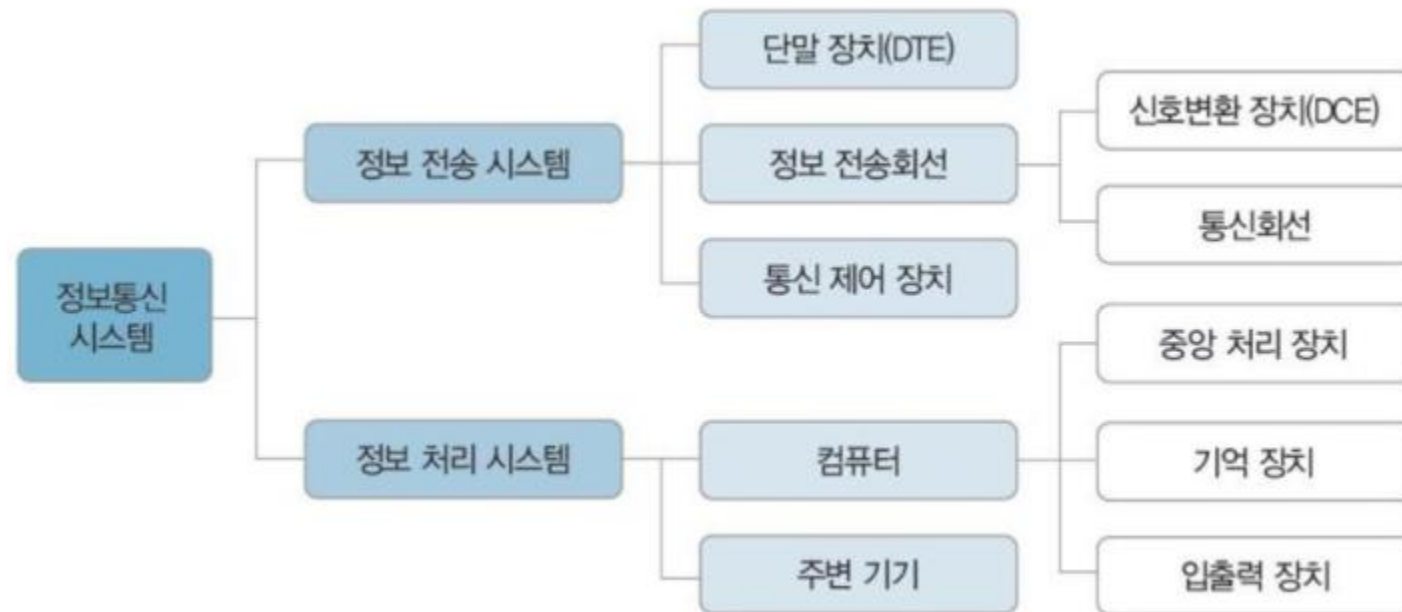 정보통신
시스템
정보 전송 시스템
단말 장치(DTE)
정보 전송회선
신호변환 장치(DCE)
통신회선
통신 제어 장치
정보 처리 시스템
컴퓨터
중앙 처리 장치
기억 장치
입출력 장치
주변 기기